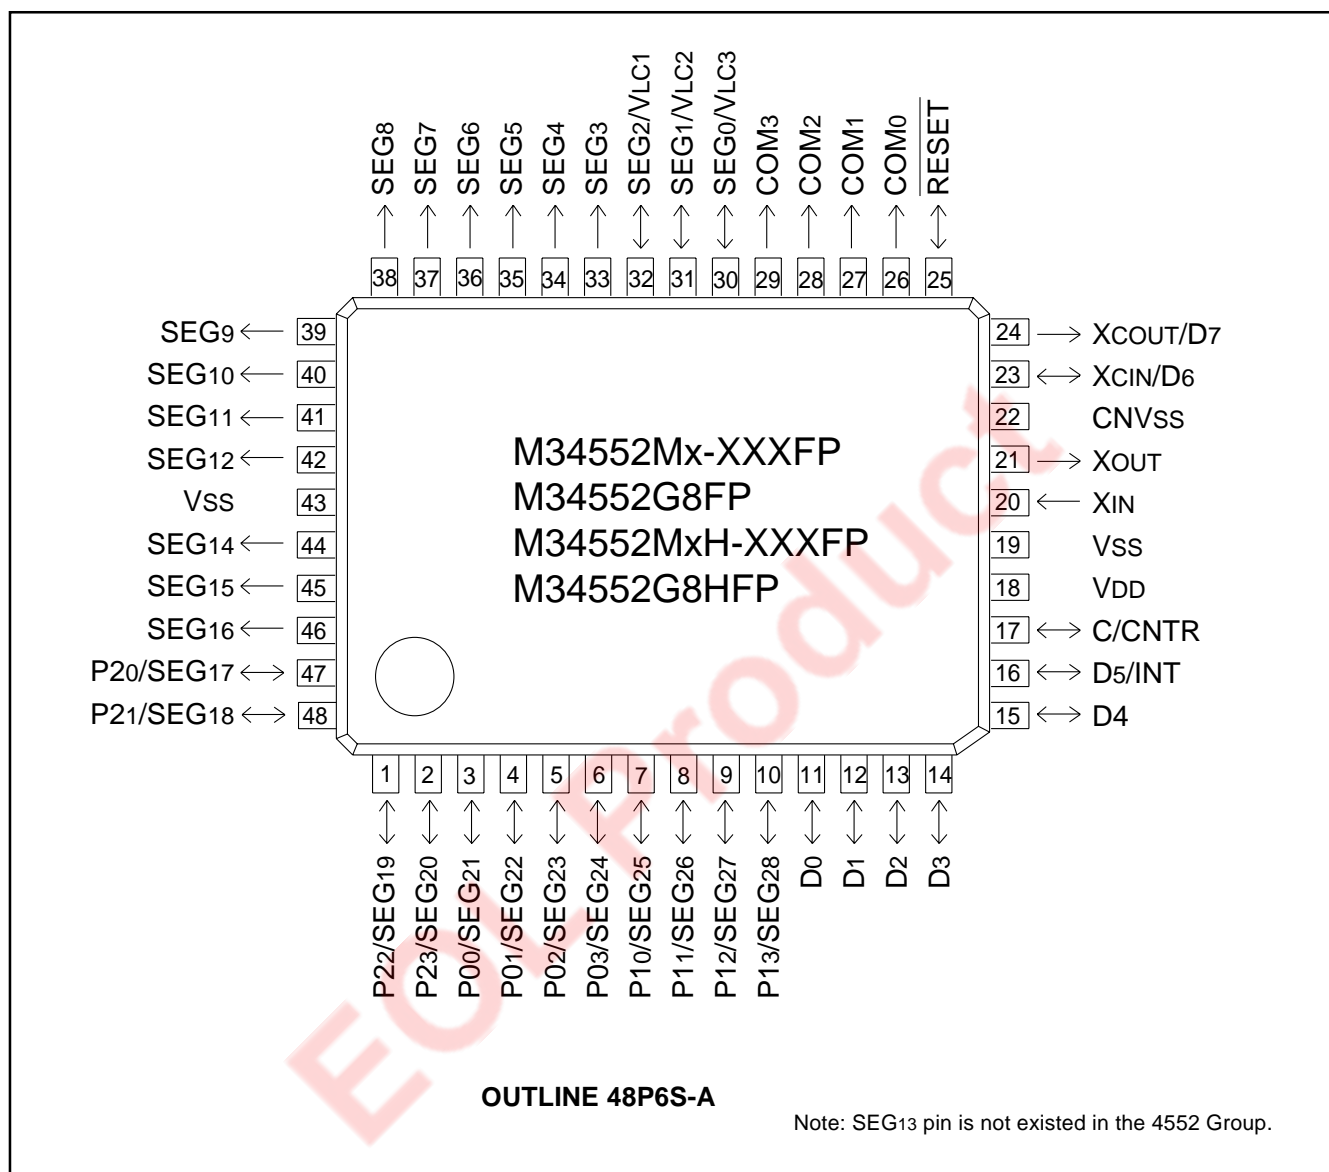 SEG8
SEG7
SEG6
SEG5
SEG4
SEG3
SEG2/VLC1
SEG1/VLC2
SEG0/VLC3
COM3
COM2
COM1
COM0
RESET
38 37 36 35 34 33 32 31 30 29 28 27 26 25
SEG9 39
SEG10 40
SEG11 41
SEG12 42
VSS 43
SEG14 44
SEG15 45
SEG16 46
P20/SEG17 47
P21/SEG18 48
M34552Mx-XXXFP
M34552G8FP
M34552MxH-XXXFP
M34552G8HFP
24 XCOUT/D7
23 XCIN/D6
22 CNVSS
21 XOUT
20 XIN
19 VSS
18 VDD
17 C/CNTR
16 D5/INT
15 D4
1 2 3 4 5 6 7 8 9 10 11 12 13 14
P22/SEG19
P23/SEG20
P00/SEG21
P01/SEG22
P02/SEG23
P03/SEG24
P10/SEG25
P11/SEG26
P12/SEG27
P13/SEG28
D0
D1
D2
D3
EOL Product
OUTLINE 48P6S-A
Note: SEG13 pin is not existed in the 4552 Group.